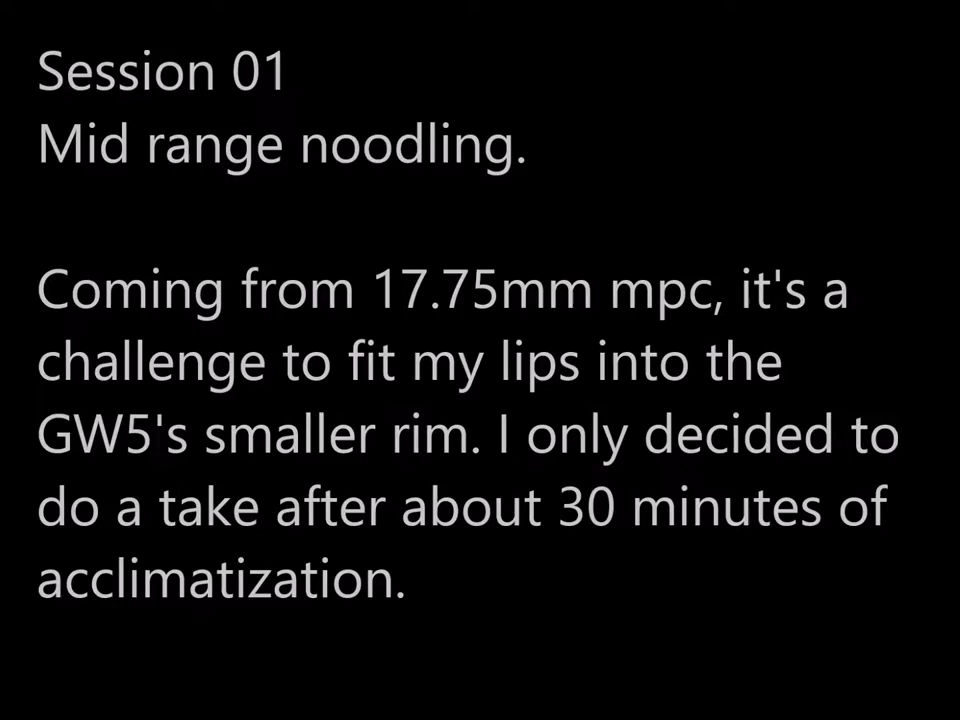 Session 01
Mid range noodling.
Coming from 17.75mm mpc, it's a
challenge to fit my lips into the
GW5's smaller rim. I only decided to
do a take after about 30 minutes of
acclimatization.